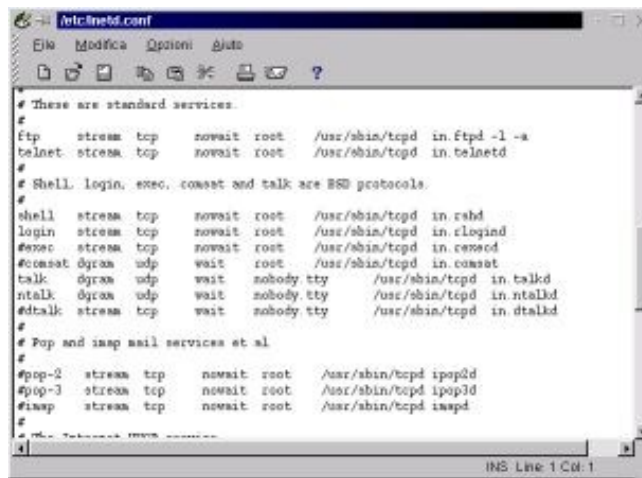 /etc/inetd.conf
File Modifica Opzioni Aiuto
?
#
# These are standard services.
#
ftp stream tcp nowait root /usr/sbin/tcpd in.ftpd -l -a
telnet stream tcp nowait root /usr/sbin/tcpd in.telnetd
#
# Shell, login, exec, comsat and talk are BSD protocols.
#
shell stream tcp nowait root /usr/sbin/tcpd in.rshd
login stream tcp nowait root /usr/sbin/tcpd in.rlogind
#exec stream tcp nowait root /usr/sbin/tcpd in.rexecd
#comsat dgram udp wait root /usr/sbin/tcpd in.comsat
talk dgram udp wait nobody.tty /usr/sbin/tcpd in.talkd
ntalk dgram udp wait nobody.tty /usr/sbin/tcpd in.ntalkd
#dtalk stream tcp wait nobody.tty /usr/sbin/tcpd in.dtalkd
#
# Pop and imap mail services et al
#
#pop-2 stream tcp nowait root /usr/sbin/tcpd ipop2d
#pop-3 stream tcp nowait root /usr/sbin/tcpd ipop3d
#imap stream tcp nowait root /usr/sbin/tcpd imapd
#
# The Internet UUCP service
INS Line: 1 Col: 1